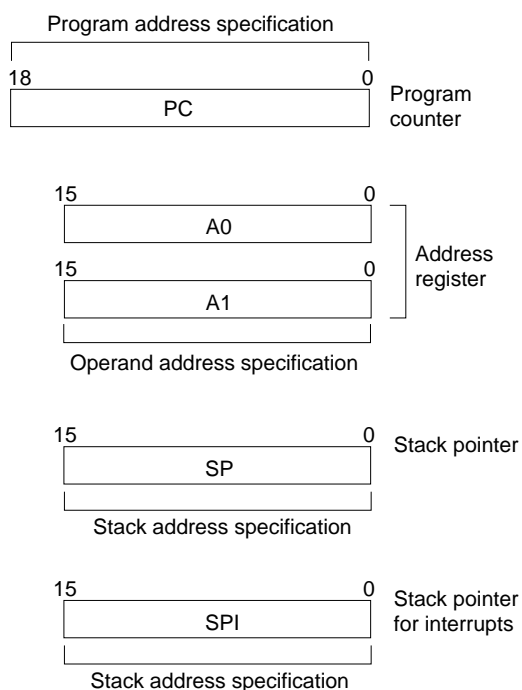 Program address specification
18 0
PC
Program
counter
15 0
A0
15 0
A1
Address
register
Operand address specification
15 0
SP
Stack pointer
Stack address specification
15 0
SPI
Stack pointer
for interrupts
Stack address specification